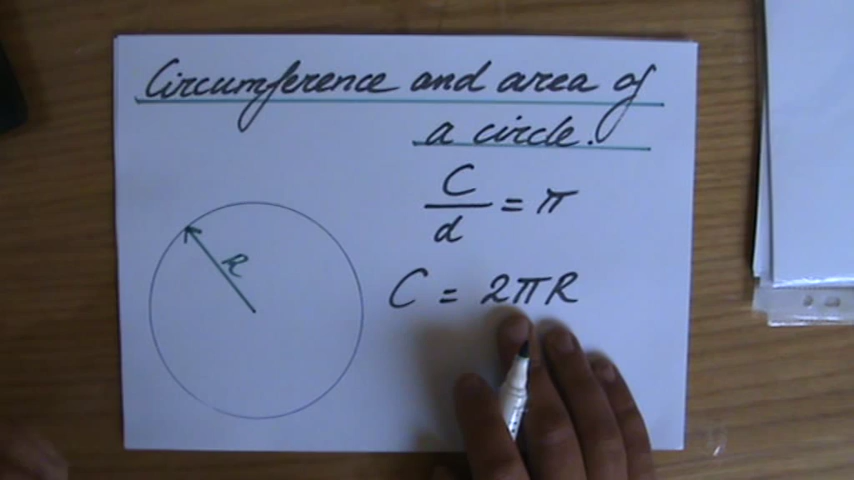 Circumference and area of
a circle.
C/d = π
R
C = 2πR